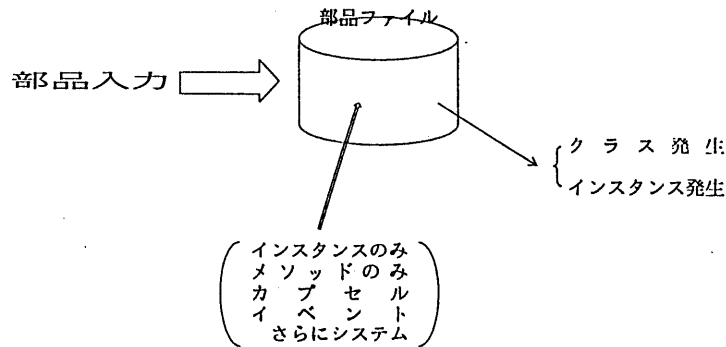 部品ファイル
部品入力
クラス発生
インスタンス発生
インスタンスのみ
メソッドのみ
カプセル
イベント
さらにシステム